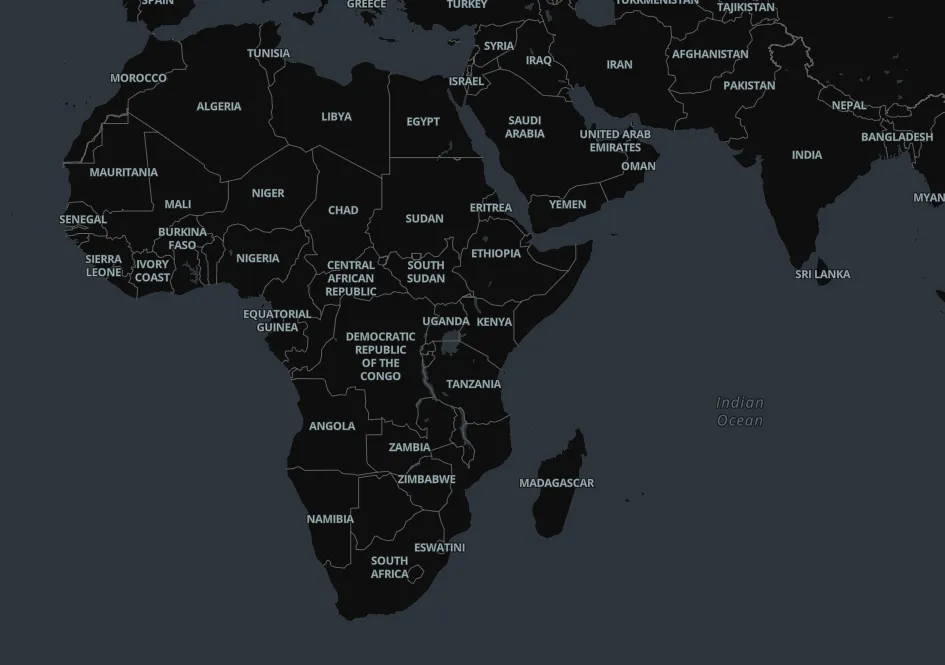 SPAIN
GREECE
TURKEY
TURKMENISTAN
TAJIKISTAN
SYRIA
TUNISIA
IRAQ
AFGHANISTAN
IRAN
MOROCCO
ISRAEL
PAKISTAN
ALGERIA
NEPAL
LIBYA
EGYPT
SAUDI
ARABIA
UNITED ARAB
EMIRATES
BANGLADESH
INDIA
OMAN
MAURITANIA
NIGER
MYAN
MALI
YEMEN
ERITREA
CHAD
SENEGAL
SUDAN
BURKINA
FASO
ETHIOPIA
NIGERIA
SIERRA
LEONE
IVORY
COAST
CENTRAL
AFRICAN
REPUBLIC
SOUTH
SUDAN
SRI LANKA
EQUATORIAL
GUINEA
UGANDA
KENYA
DEMOCRATIC
REPUBLIC
OF THE
CONGO
TANZANIA
Indian
Ocean
ANGOLA
ZAMBIA
ZIMBABWE
MADAGASCAR
NAMIBIA
ESWATINI
SOUTH
AFRICA